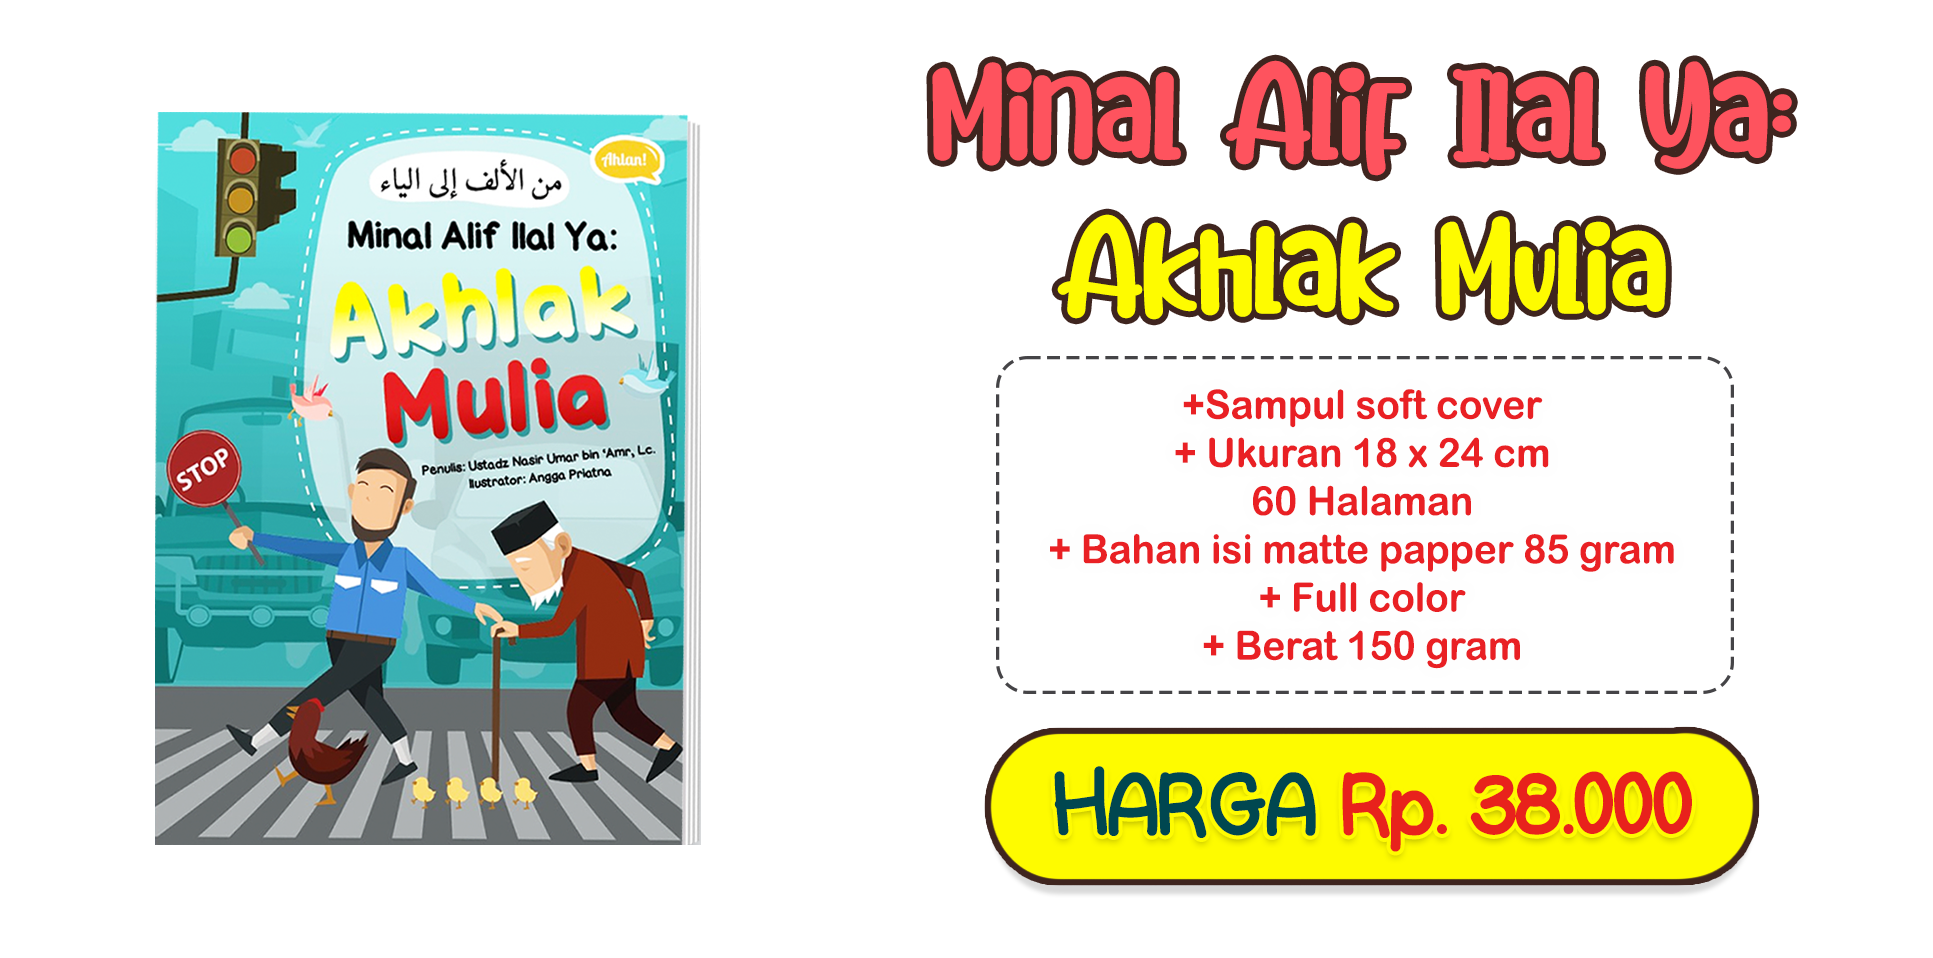 Ahlan!
من الألف إلى الياء
Minal Alif Ilal Ya:
Akhlak
Mulia
Penulis: Ustadz Nasir Umar bin ‘Amr, Lc.
Ilustrator: Angga Priatna
STOP
Minal Alif Ilal Ya:
Akhlak Mulia
+Sampul soft cover
+ Ukuran 18 x 24 cm
60 Halaman
+ Bahan isi matte papper 85 gram
+ Full color
+ Berat 150 gram
HARGA Rp. 38.000